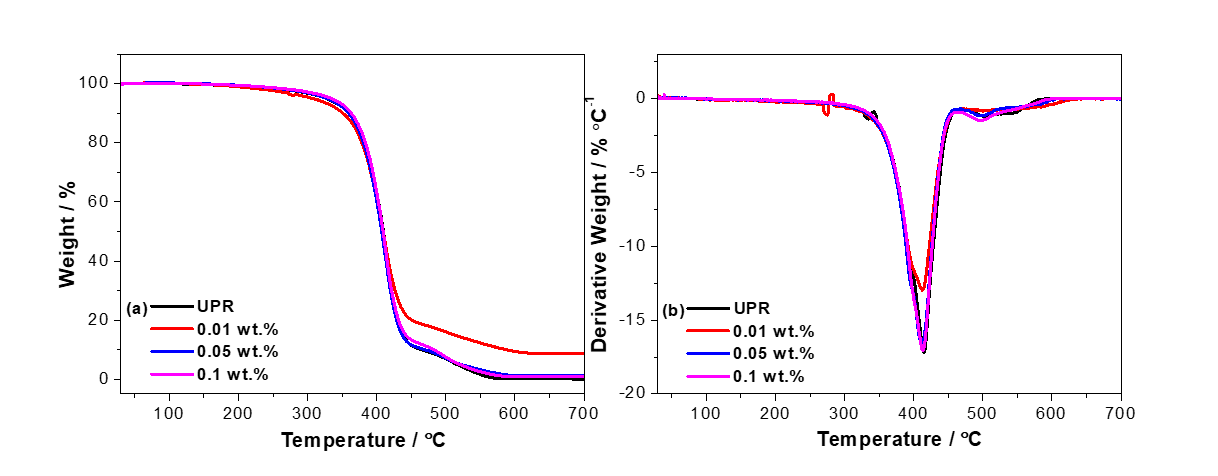 100
80
60
40
20
0
Weight / %
(a)
UPR
0.01 wt.%
0.05 wt.%
0.1 wt.%
100 200 300 400 500 600 700
Temperature / °C
0
-5
-10
-15
-20
Derivative Weight / % °C-1
(b)
UPR
0.01 wt.%
0.05 wt.%
0.1 wt.%
100 200 300 400 500 600 700
Temperature / °C